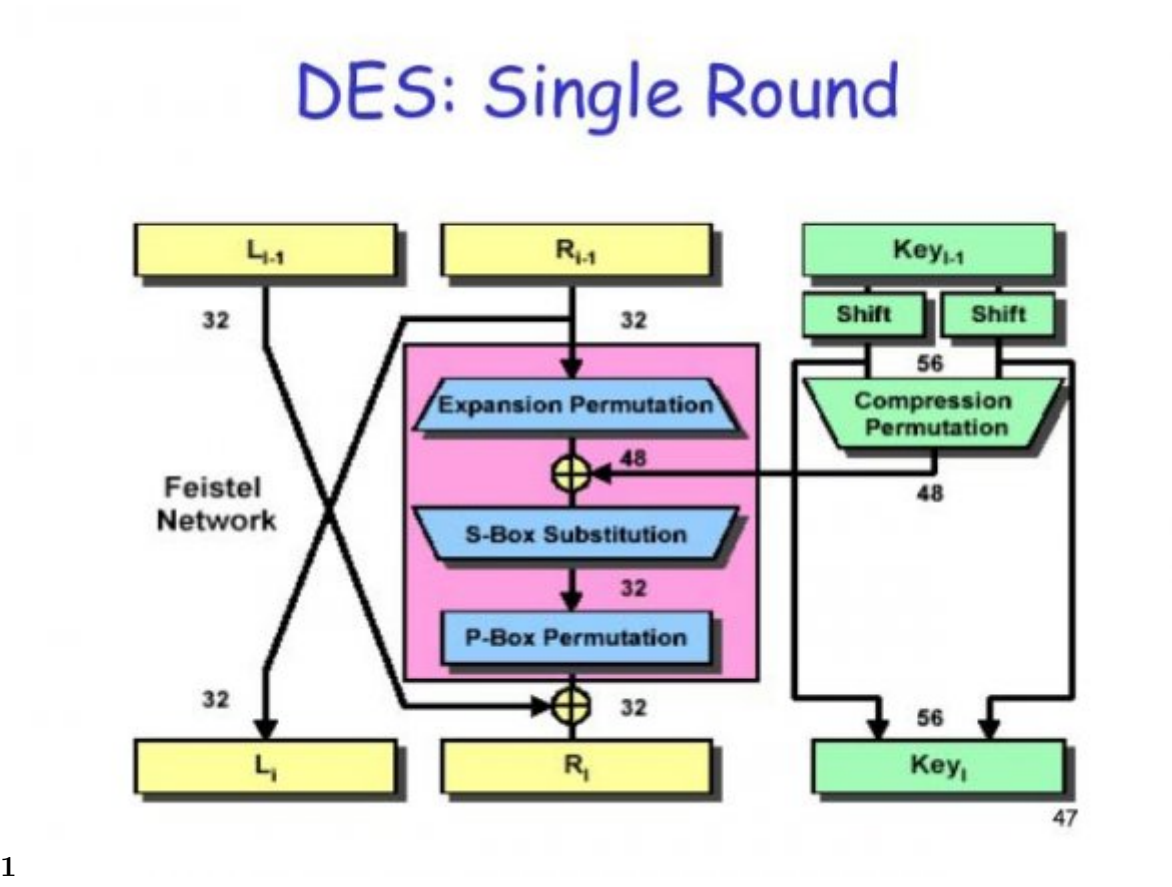 DES: Single Round
Li-1
Ri-1
Keyi-1
32
32
Shift
Shift
56
Expansion Permutation
Compression
Permutation
48
48
Feistel
Network
S-Box Substitution
32
P-Box Permutation
32
32
56
Li
Ri
Keyi
47
1